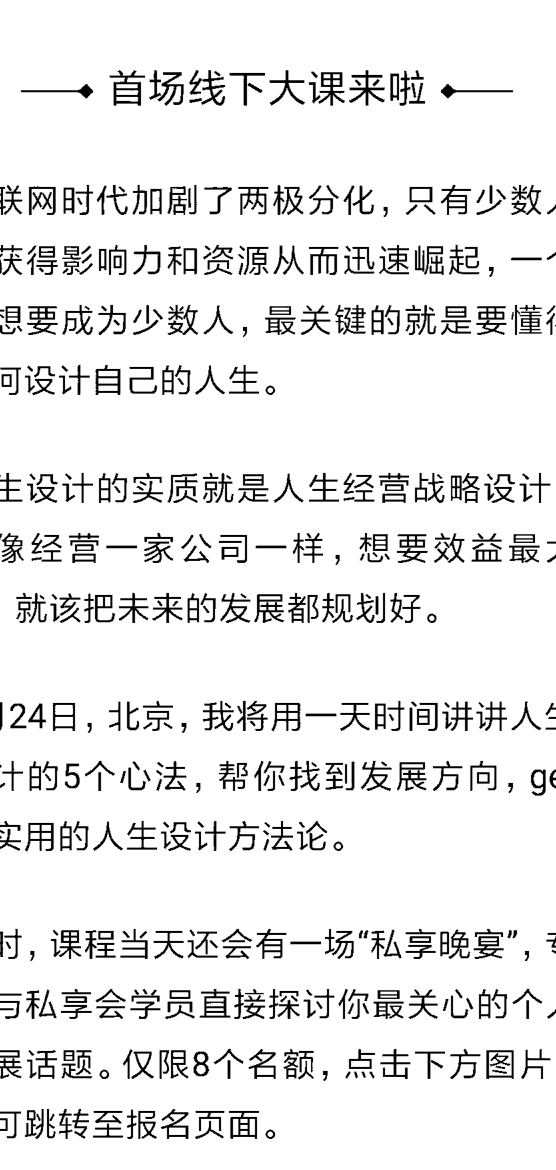 首场线下大课来啦
联网时代加剧了两极分化，只有少数人
获得影响力和资源从而迅速崛起，一个
想要成为少数人，最关键的就是要懂得
何设计自己的人生。
生设计的实质就是人生经营战略设计
像经营一家公司一样，想要效益最大
就该把未来的发展都规划好。
月24日，北京，我将用一天时间讲讲人生
计的5个心法，帮你找到发展方向，ge
实用的人生设计方法论。
时，课程当天还会有一场“私享晚宴”，专
与私享会学员直接探讨你最关心的个人
展话题。仅限8个名额，点击下方图片
可跳转至报名页面。